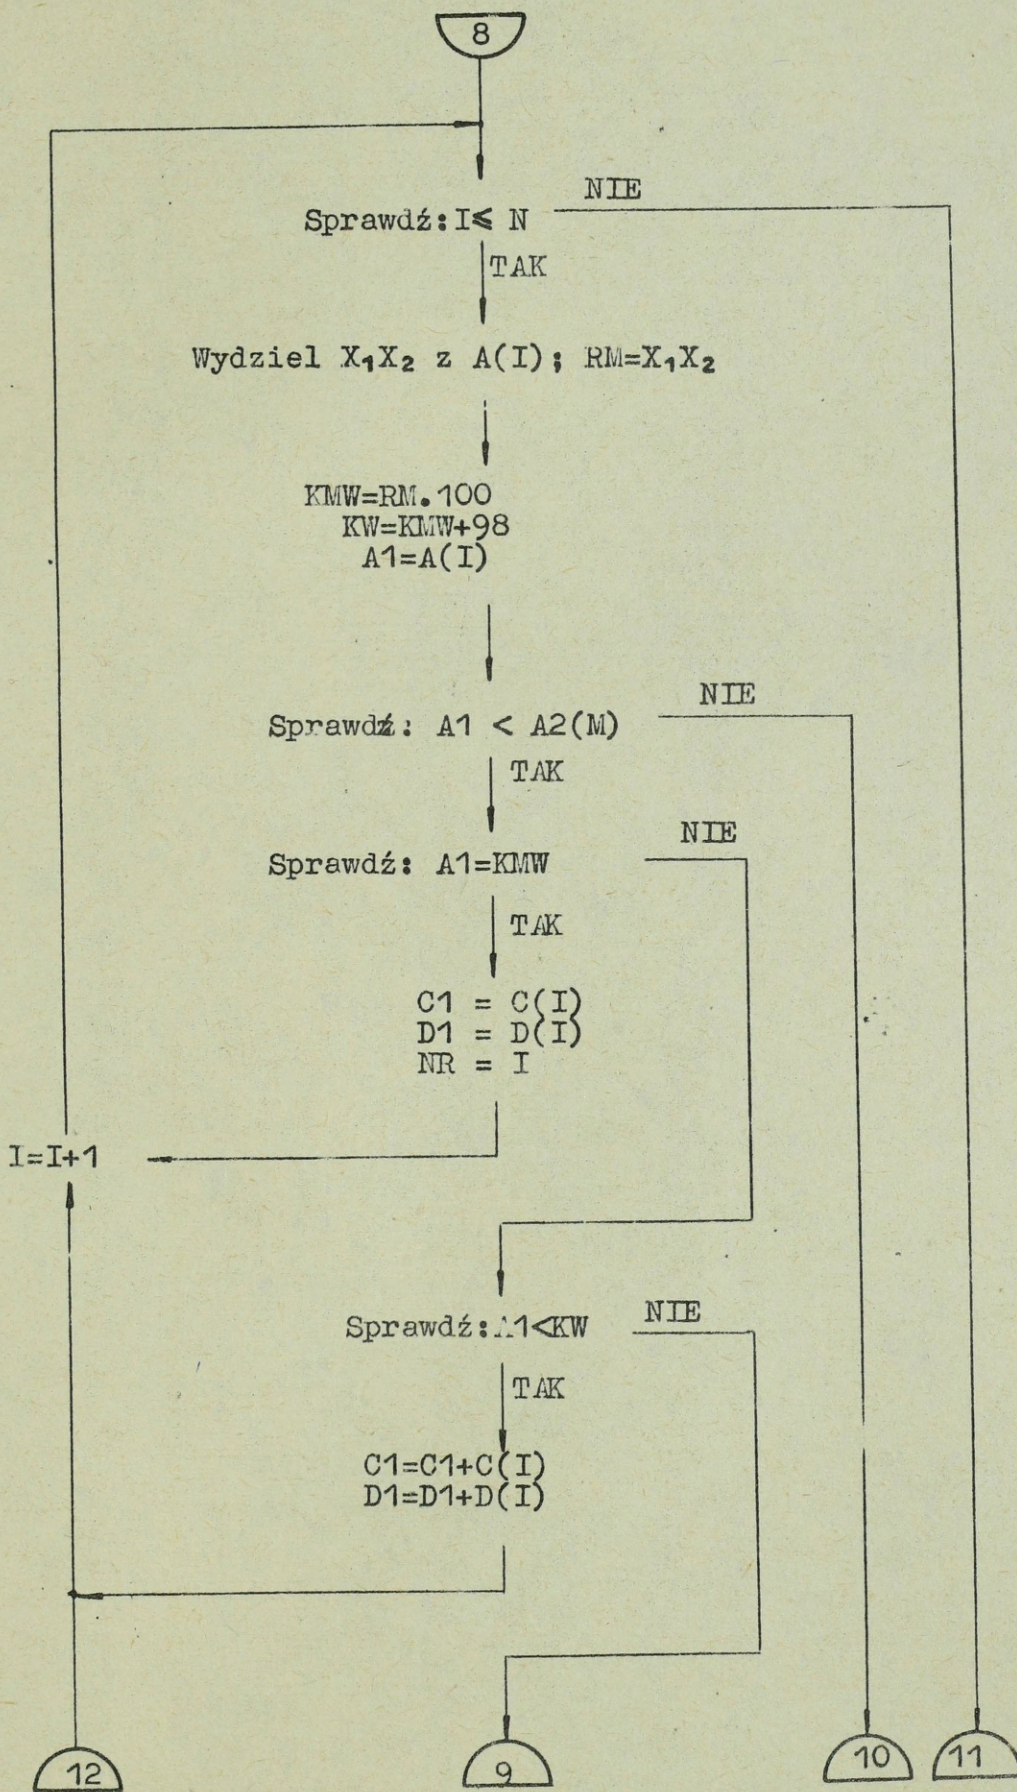 8
NIE
Sprawdź:I≤ N
TAK
Wydziel X₁X₂ z A(I); RM=X₁X₂
KMW=RM.100
KW=KMW+98
A1=A(I)
NIE
Sprawdź: A1 < A2(M)
TAK
NIE
Sprawdź: A1=KMW
TAK
C1 = C(I)
D1 = D(I)
NR = I
I=I+1
NIE
Sprawdź:A1<KW
TAK
C1=C1+C(I)
D1=D1+D(I)
12
9
10
11